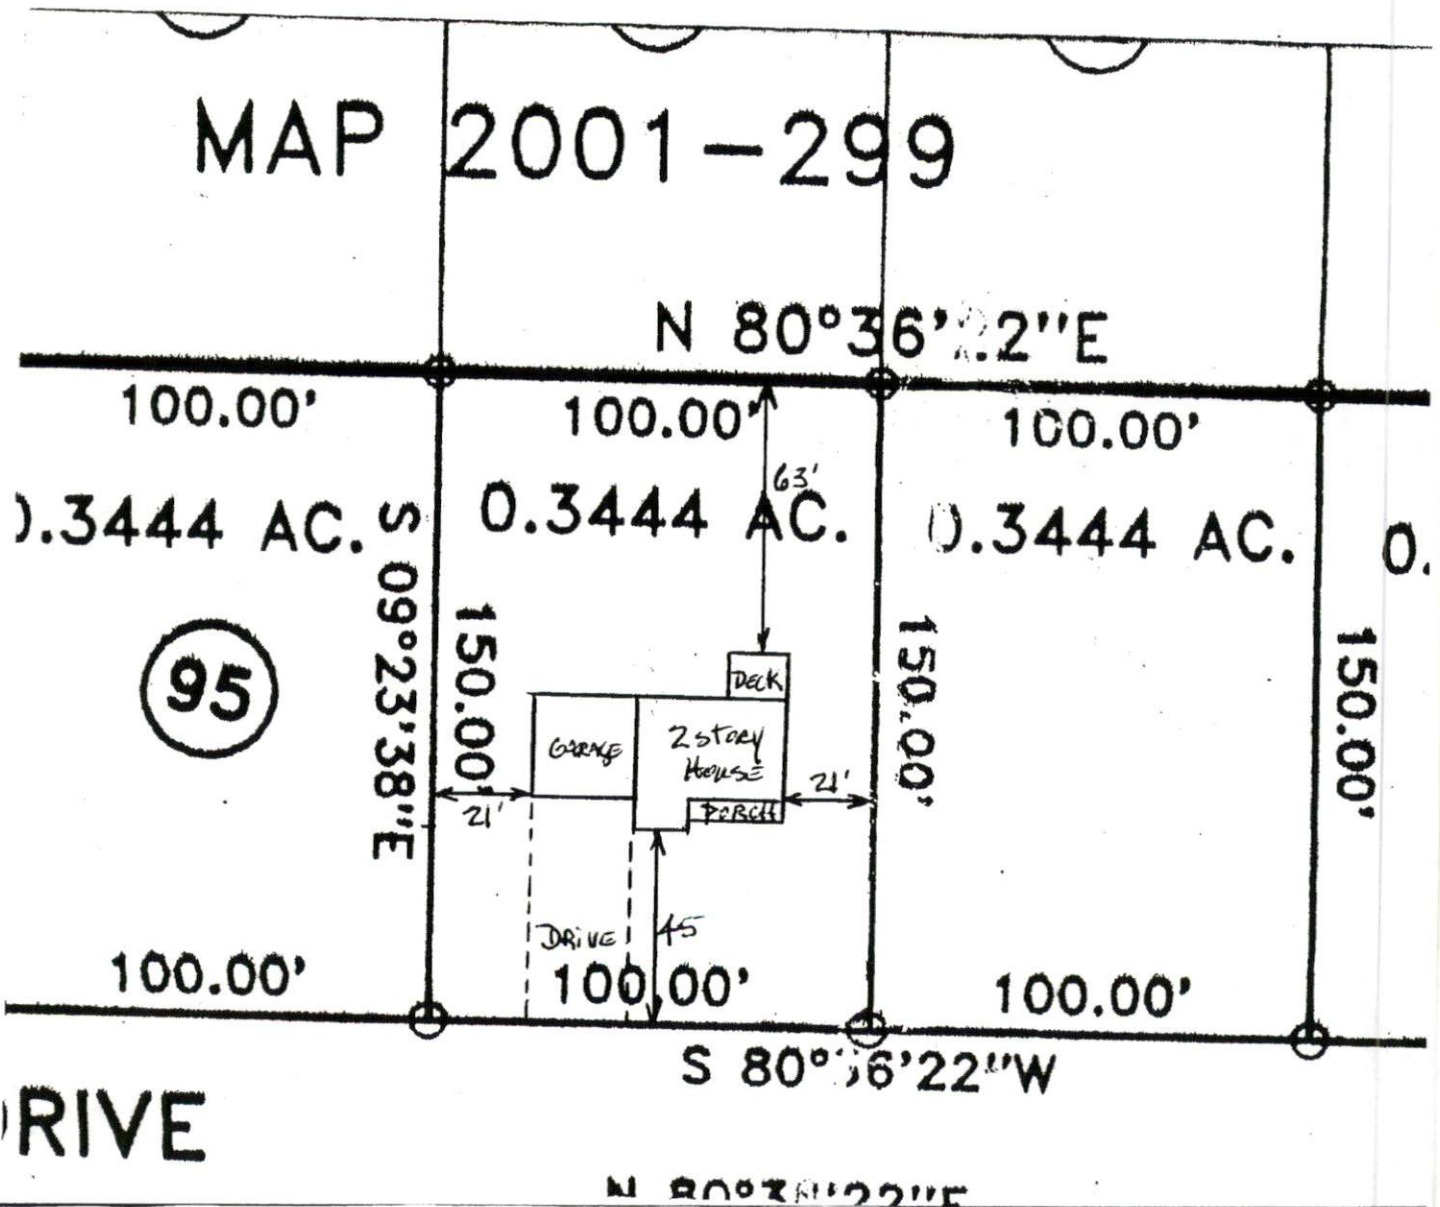 MAP 2001-299
N 80°36' 2"E
100.00'
100.00'
100.00'
63'
.3444 AC.
0.3444 AC.
0.3444 AC.
0.
S 09°23'38"E
150.00'
150.00'
150.00'
95
DECK
GARAGE
2 STORY
HOUSE
PORCH
21'
21'
DRIVE
45
100.00'
100.00'
100.00'
S 80° 6'22"W
RIVE